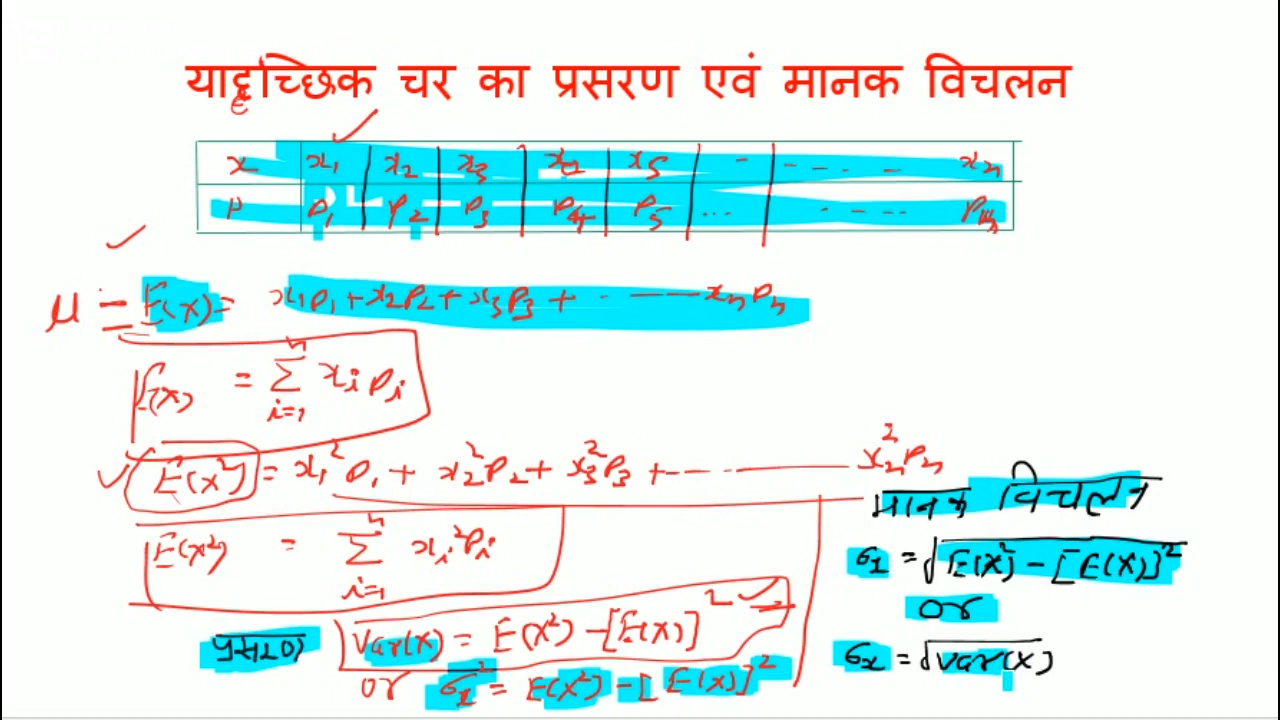 यादृच्छिक चर का प्रसरण एवं मानक विचलन
x x₁ x₂ x₃ x₄ x₅ - - - - - xₙ
P P₁ P₂ P₃ P₄ P₅ ... - - - - Pₙ
μ = E(X) = x₁P₁ + x₂P₂ + x₃P₃ + - - - xₙPₙ
E(X) = ∑ᵢ₌₁ⁿ xᵢPᵢ
E(X²) = x₁²P₁ + x₂²P₂ + x₃²P₃ + - - - - xₙ²Pₙ
E(X²) = ∑ᵢ₌₁ⁿ xᵢ²Pᵢ
प्रसरण Var(X) = E(X²) - [E(X)]²
or σₓ² = E(X²) - [E(X)]²
मानक विचलन
σₓ = √E(X²) - [E(X)]²
or
σₓ = √Var(X)